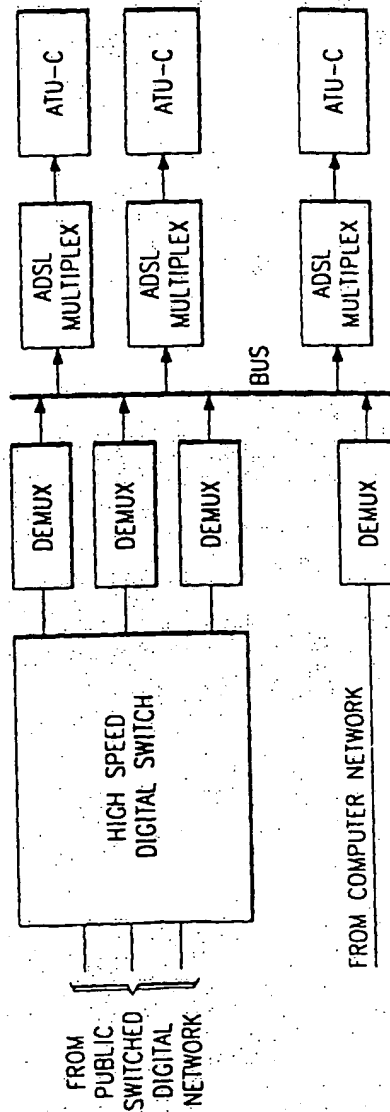 FROM
PUBLIC
SWITCHED
DIGITAL
NETWORK
HIGH SPEED
DIGITAL SWITCH
DEMUX
DEMUX
DEMUX
BUS
ADSL
MULTIPLEX
ATU-C
ADSL
MULTIPLEX
ATU-C
ADSL
MULTIPLEX
ATU-C
FROM COMPUTER NETWORK
DEMUX